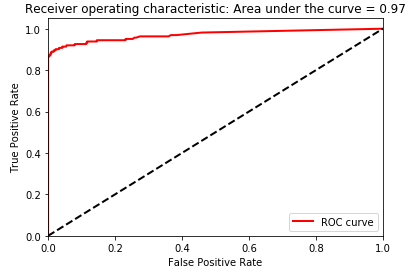 Receiver operating characteristic: Area under the curve = 0.97
1.0
0.8
0.6
0.4
0.2
0.0
True Positive Rate
ROC curve
0.0 0.2 0.4 0.6 0.8 1.0
False Positive Rate